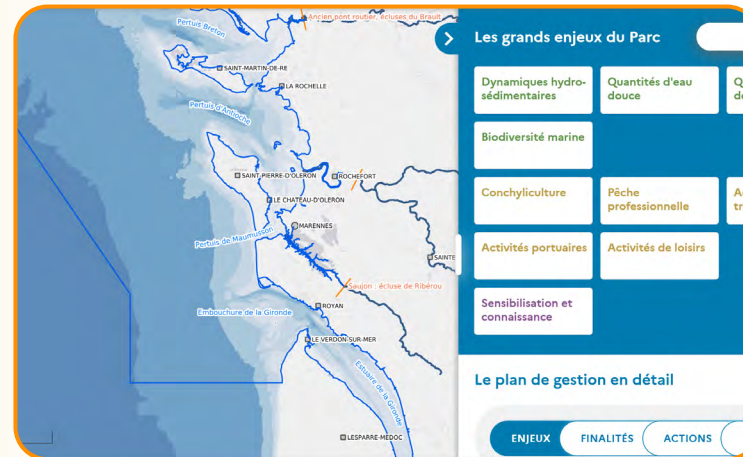 Ancien pont routier, écluses du Brault
Pertuis Breton
SAINT-MARTIN-DE-RE
LA ROCHELLE
Pertuis d'Antioche
SAINT-PIERRE-D'OLERON
ROCHEFORT
LE CHATEAU-D'OLERON
MARENNES
Pertuis de Maumusson
SAINTE
Saujon : écluse de Ribérou
ROYAN
Embouchure de la Gironde
LE VERDON-SUR-MER
Estuaire de la Gironde
LESPARRE-MEDOC
Les grands enjeux du Parc
Dynamiques hydro-
sédimentaires
Quantités d'eau
douce
Q
d
Biodiversité marine
Conchyliculture
Pêche
professionnelle
A
tr
Activités portuaires
Activités de loisirs
Sensibilisation et
connaissance
Le plan de gestion en détail
ENJEUX
FINALITÉS
ACTIONS